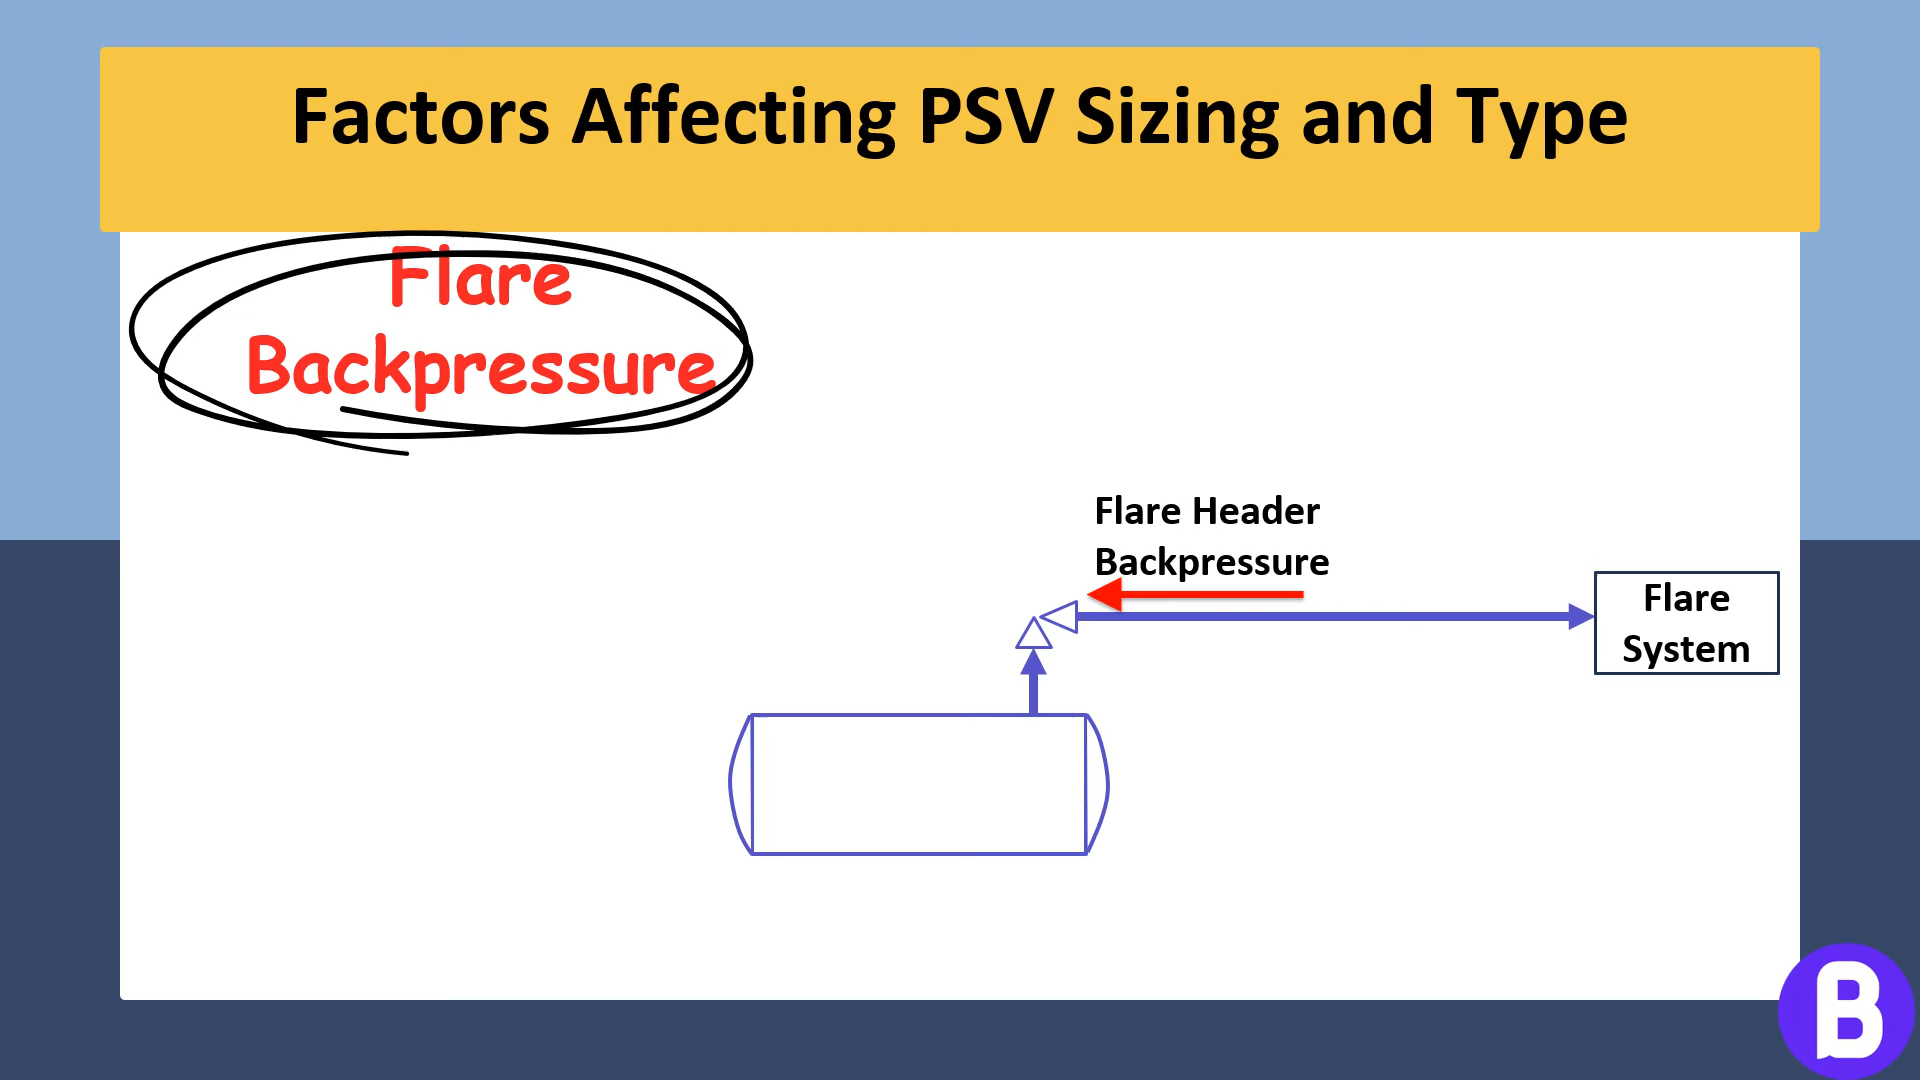 Factors Affecting PSV Sizing and Type
Flare
Backpressure
Flare Header
Backpressure
Flare
System
B